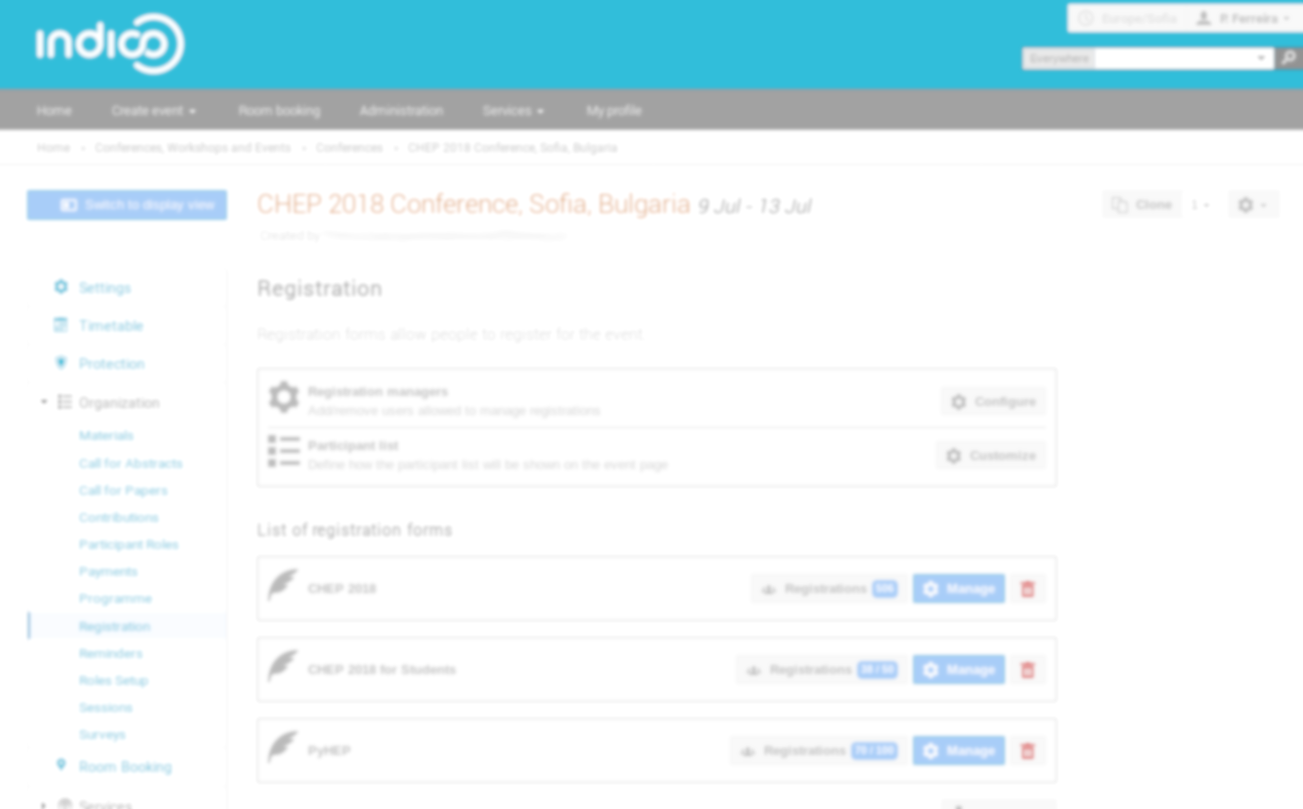 indico
Europe/Sofia P. Ferreira
Everywhere
Home Create event Room booking Administration Services My profile
Home › Conferences, Workshops and Events › Conferences › CHEP 2018 Conference, Sofia, Bulgaria
Switch to display view
CHEP 2018 Conference, Sofia, Bulgaria 9 Jul - 13 Jul
Clone 1
Created by
Settings
Timetable
Protection
Organization
Materials
Call for Abstracts
Call for Papers
Contributions
Participant Roles
Payments
Programme
Registration
Reminders
Roles Setup
Sessions
Surveys
Room Booking
Services
Registration
Registration forms allow people to register for the event
Registration managers
Add/remove users allowed to manage registrations
Configure
Participant list
Define how the participant list will be shown on the event page
Customize
List of registration forms
CHEP 2018 Registrations Manage
CHEP 2018 for Students Registrations Manage
PyHEP Registrations 70 / 100 Manage